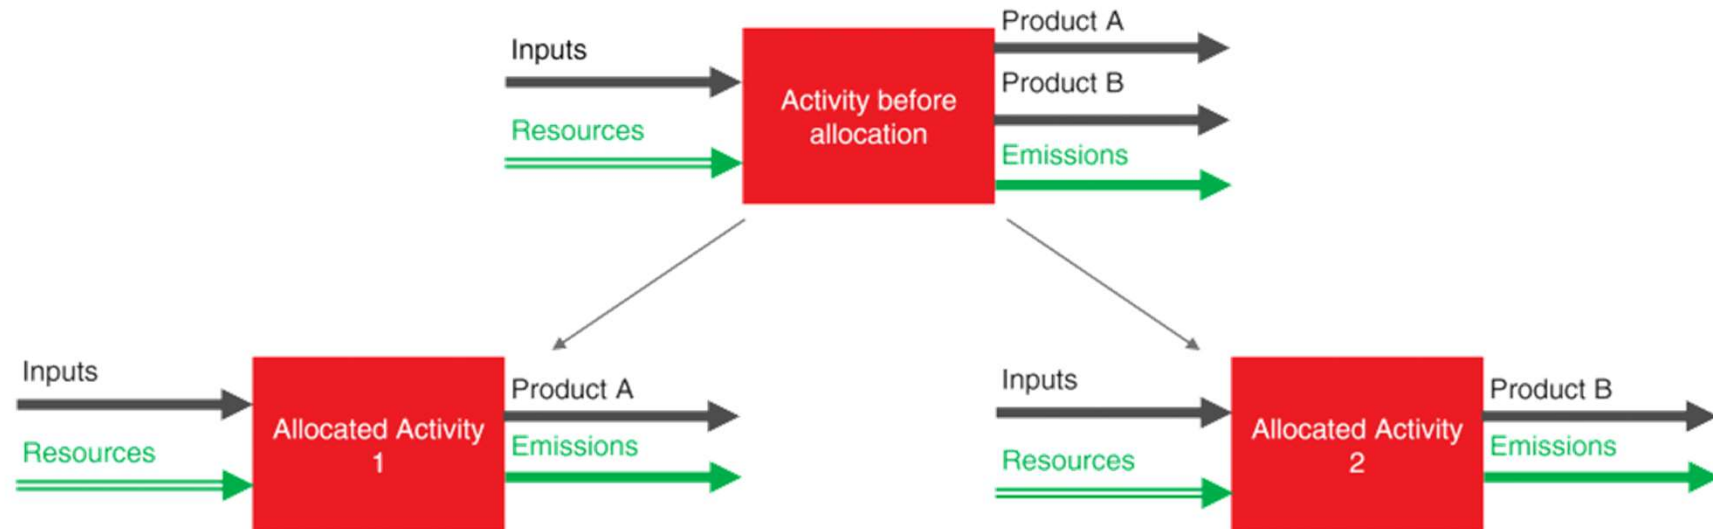 Inputs
Resources
Activity before
allocation
Product A
Product B
Emissions
Inputs
Resources
Allocated Activity
1
Product A
Emissions
Inputs
Resources
Allocated Activity
2
Product B
Emissions